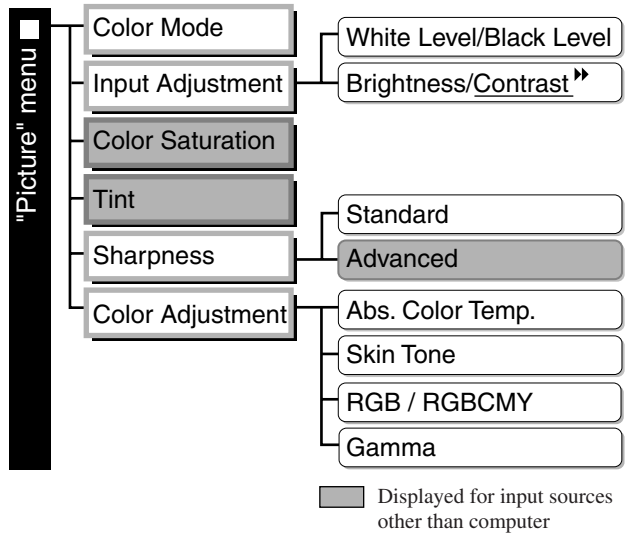 "Picture" menu
Color Mode
Input Adjustment
White Level/Black Level
Brightness/Contrast
Color Saturation
Tint
Sharpness
Standard
Advanced
Color Adjustment
Abs. Color Temp.
Skin Tone
RGB / RGBCMY
Gamma
Displayed for input sources
other than computer